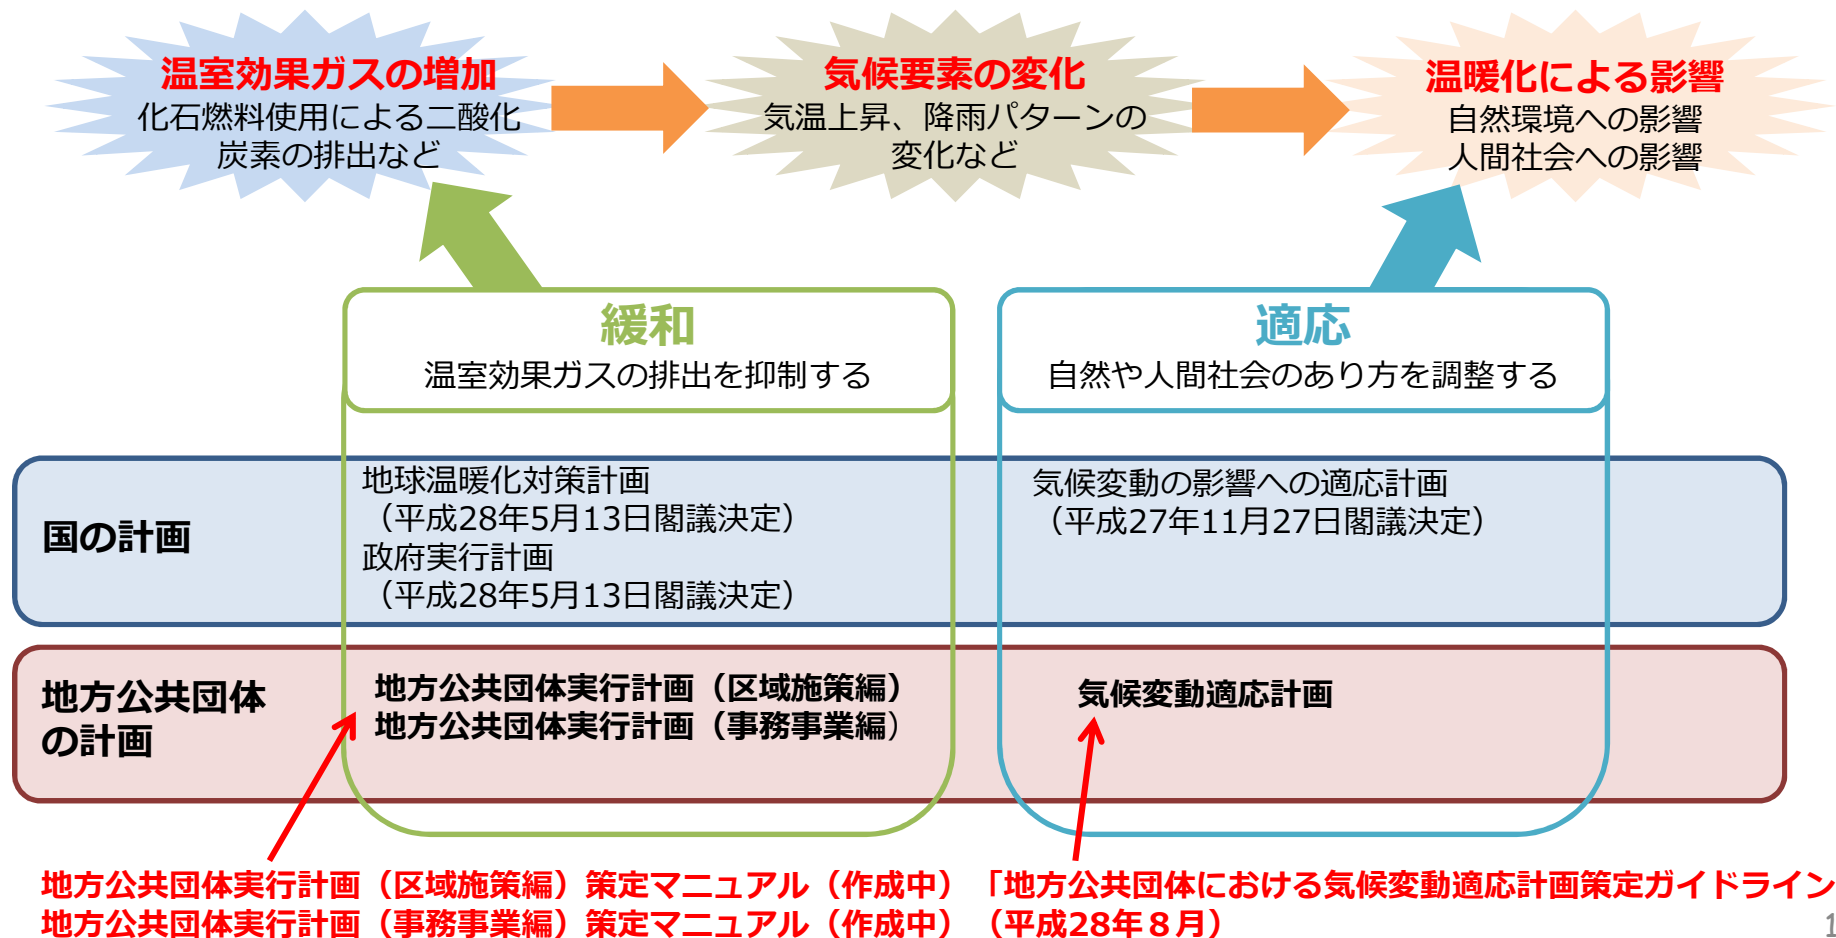 温室効果ガスの増加
化石燃料使用による二酸化
炭素の排出など
気候要素の変化
気温上昇、降雨パターンの
変化など
温暖化による影響
自然環境への影響
人間社会への影響
緩和
温室効果ガスの排出を抑制する
適応
自然や人間社会のあり方を調整する
国の計画
地球温暖化対策計画
（平成28年5月13日閣議決定）
政府実行計画
（平成28年5月13日閣議決定）
気候変動の影響への適応計画
（平成27年11月27日閣議決定）
地方公共団体
の計画
地方公共団体実行計画（区域施策編）
地方公共団体実行計画（事務事業編）
気候変動適応計画
地方公共団体実行計画（区域施策編）策定マニュアル（作成中）
地方公共団体実行計画（事務事業編）策定マニュアル（作成中）
「地方公共団体における気候変動適応計画策定ガイドライン
（平成28年８月）
1